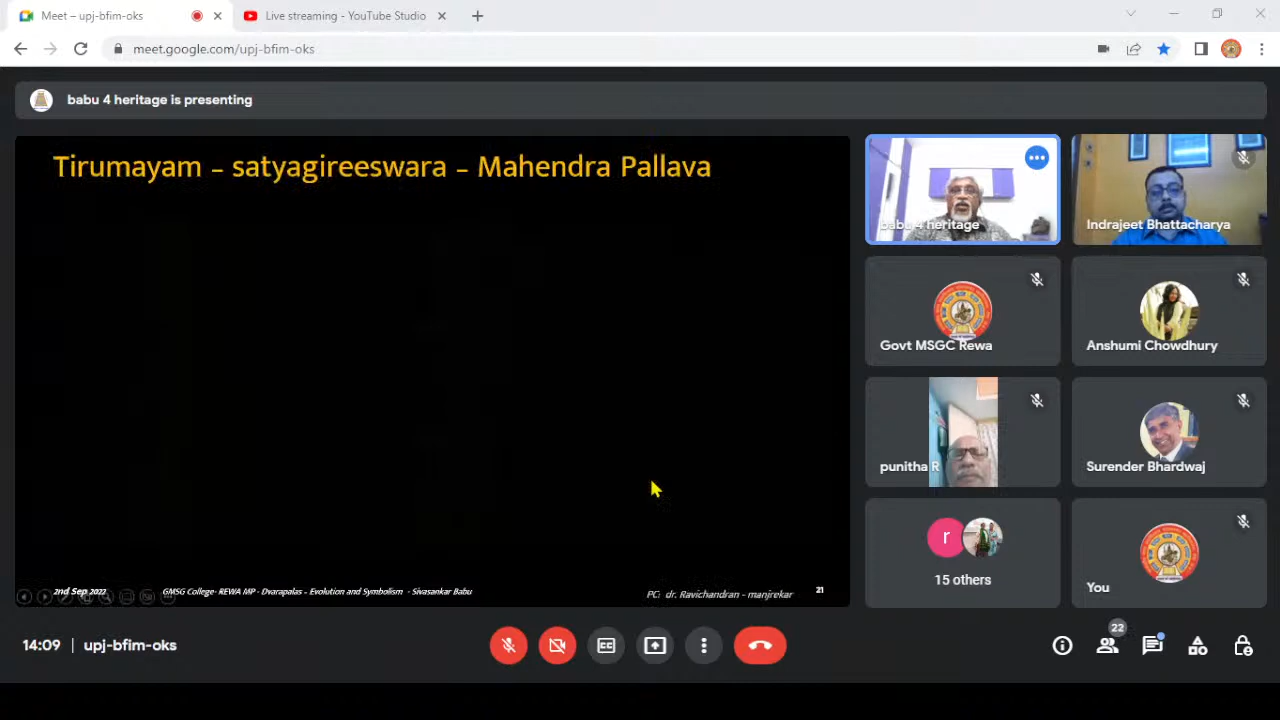 Meet – upj-bfim-oks
Live streaming - YouTube Studio
meet.google.com/upj-bfim-oks
babu 4 heritage is presenting
Tirumayam – satyagireeswara – Mahendra Pallava
2nd Sep 2022
GMSG College- REWA MP - Dvarapalas – Evolution and Symbolism - Sivasankar Babu
PC: dr. Ravichandran - manjrekar
21
babu 4 heritage
Indrajeet Bhattacharya
Govt MSGC Rewa
Anshumi Chowdhury
punitha R
Surender Bhardwaj
r
15 others
You
14:09 | upj-bfim-oks
CC
22